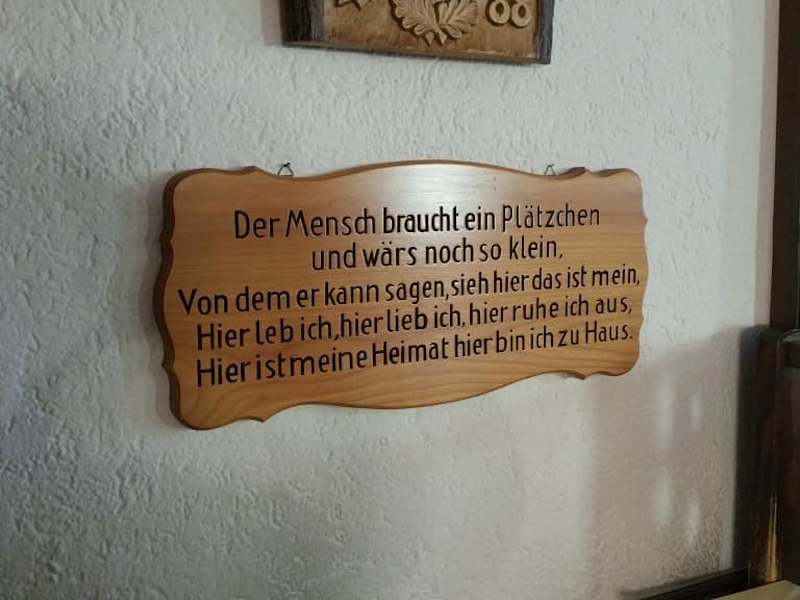 Der Mensch braucht ein Plätzchen
und wärs noch so klein,
Von dem er kann sagen, sieh hier das ist mein,
Hier leb ich, hier lieb ich, hier ruhe ich aus,
Hier ist meine Heimat hier bin ich zu Haus.